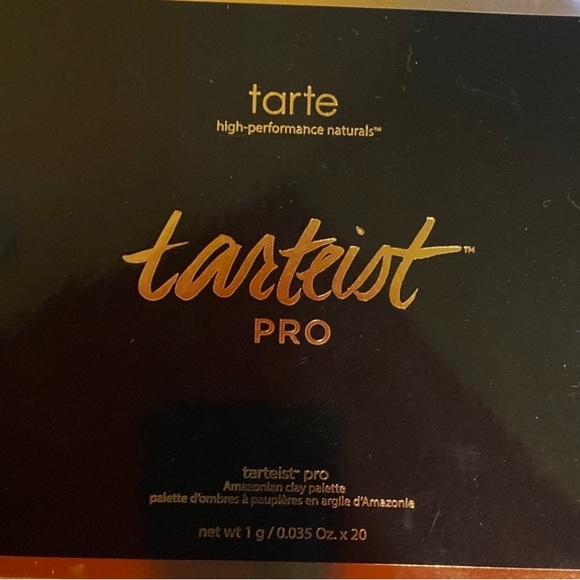 tarte
high-performance naturals™
tarteist™
PRO
tarteist™ pro
Amazonian clay palette
palette d'ombres à paupières en argile d'Amazonie
net wt 1 g / 0.035 Oz. x 20